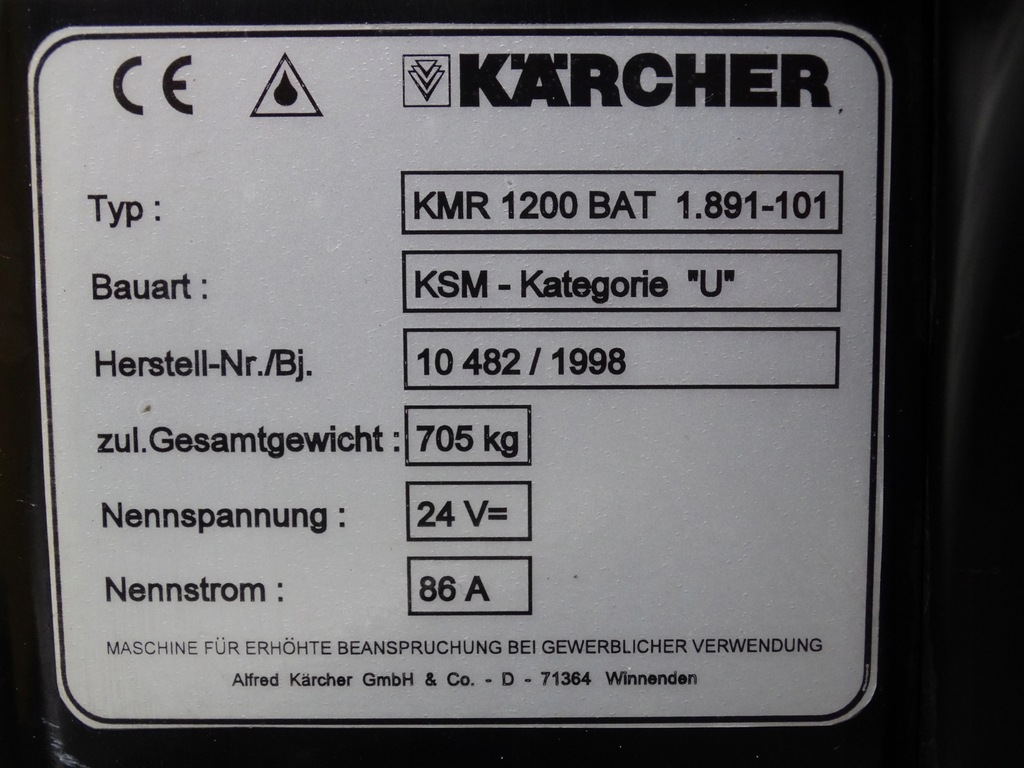 CE KÄRCHER
Typ : KMR 1200 BAT 1.891-101
Bauart : KSM - Kategorie "U"
Herstell-Nr./Bj. 10 482 / 1998
zul.Gesamtgewicht : 705 kg
Nennspannung : 24 V=
Nennstrom : 86 A
MASCHINE FÜR ERHÖHTE BEANSPRUCHUNG BEI GEWERBLICHER VERWENDUNG
Alfred Kärcher GmbH & Co. - D - 71364 Winnenden